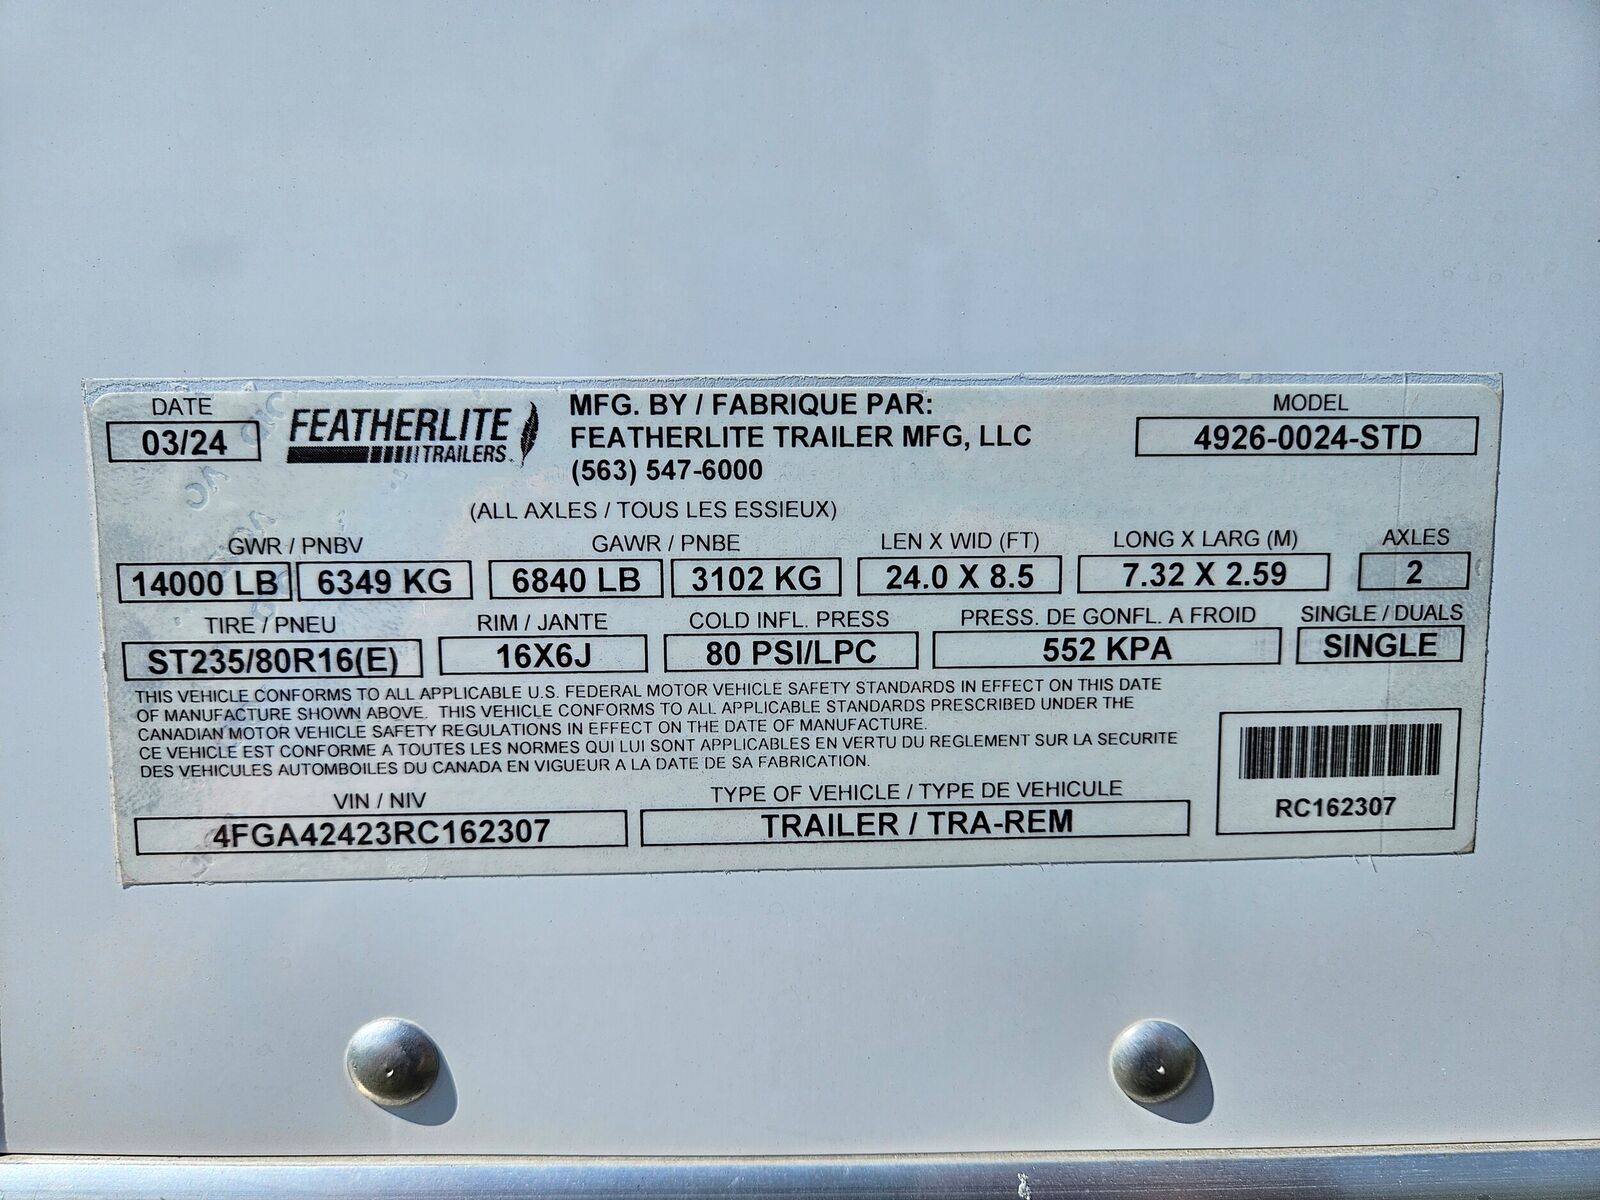 DATE
03/24
FEATHERLITE
TRAILERS
MFG. BY / FABRIQUE PAR:
FEATHERLITE TRAILER MFG, LLC
(563) 547-6000
MODEL
4926-0024-STD
(ALL AXLES / TOUS LES ESSIEUX)
GWR / PNBV
14000 LB 6349 KG
GAWR / PNBE
6840 LB 3102 KG
LEN X WID (FT)
24.0 X 8.5
LONG X LARG (M)
7.32 X 2.59
AXLES
2
TIRE / PNEU
ST235/80R16(E)
RIM / JANTE
16X6J
COLD INFL. PRESS
80 PSI/LPC
PRESS. DE GONFL. A FROID
552 KPA
SINGLE / DUALS
SINGLE
THIS VEHICLE CONFORMS TO ALL APPLICABLE U.S. FEDERAL MOTOR VEHICLE SAFETY STANDARDS IN EFFECT ON THIS DATE
OF MANUFACTURE SHOWN ABOVE. THIS VEHICLE CONFORMS TO ALL APPLICABLE STANDARDS PRESCRIBED UNDER THE
CANADIAN MOTOR VEHICLE SAFETY REGULATIONS IN EFFECT ON THE DATE OF MANUFACTURE.
CE VEHICLE EST CONFORME A TOUTES LES NORMES QUI LUI SONT APPLICABLES EN VERTU DU REGLEMENT SUR LA SECURITE
DES VEHICULES AUTOMBOILES DU CANADA EN VIGUEUR A LA DATE DE SA FABRICATION.
VIN / NIV
4FGA42423RC162307
TYPE OF VEHICLE / TYPE DE VEHICULE
TRAILER / TRA-REM
RC162307